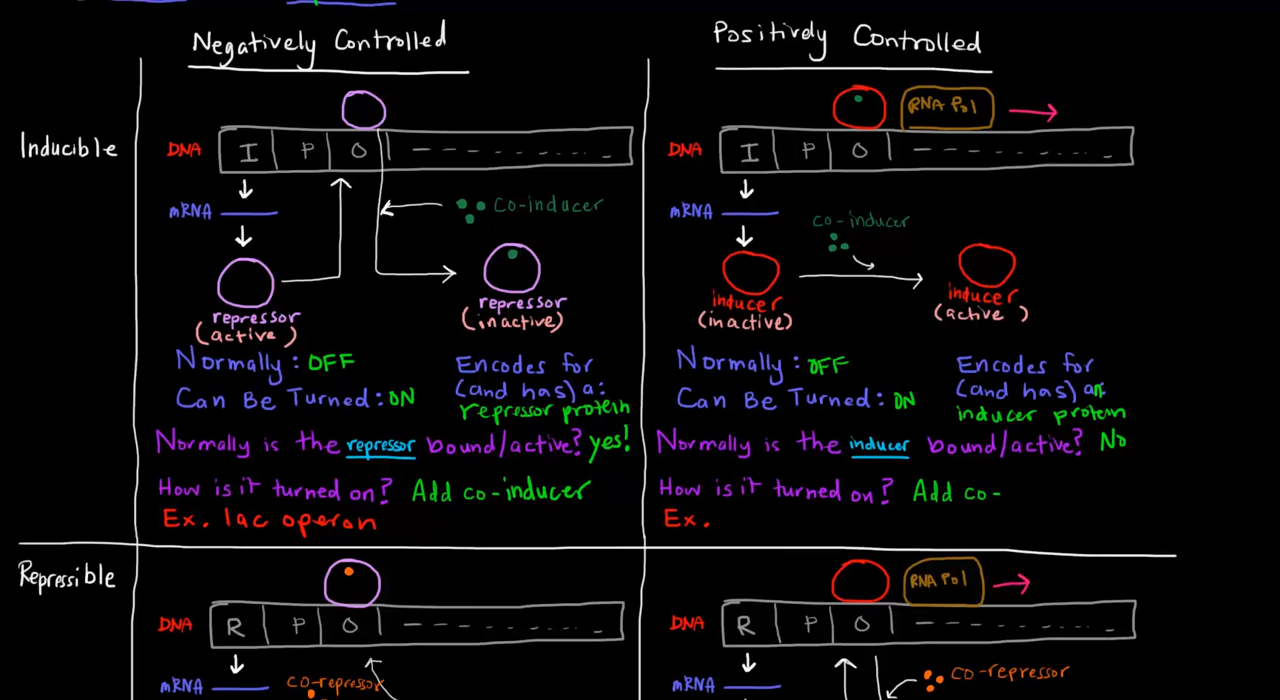 Negatively Controlled
Positively Controlled
Inducible
RNA Pol
DNA I P O
DNA I P O
mRNA
co-inducer
mRNA
co-inducer
repressor
(active)
repressor
(inactive)
inducer
(inactive)
inducer
(active)
Normally: OFF
Can Be Turned: ON
Encodes for
(and has) a:
repressor protein
Normally is the repressor bound/active? yes!
How is it turned on? Add co-inducer
Ex. lac operon
Normally: OFF
Can Be Turned: ON
Encodes for
(and has) an:
inducer protein
Normally is the inducer bound/active? No
How is it turned on? Add co-
Ex.
Repressible
RNA Pol
DNA R P O
DNA R P O
mRNA
co-repressor
mRNA
co-repressor